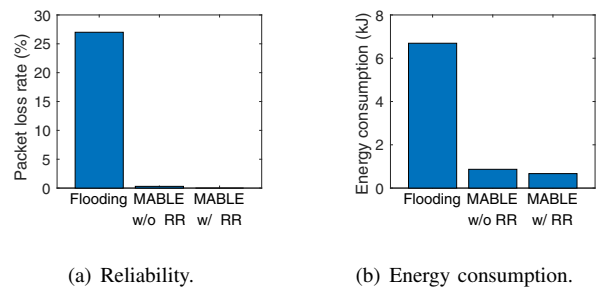 Packet loss rate (%)
30
25
20
15
10
5
0
Flooding MABLE MABLE
w/o RR w/ RR
(a) Reliability.
Energy consumption (kJ)
8
6
4
2
0
Flooding MABLE MABLE
w/o RR w/ RR
(b) Energy consumption.